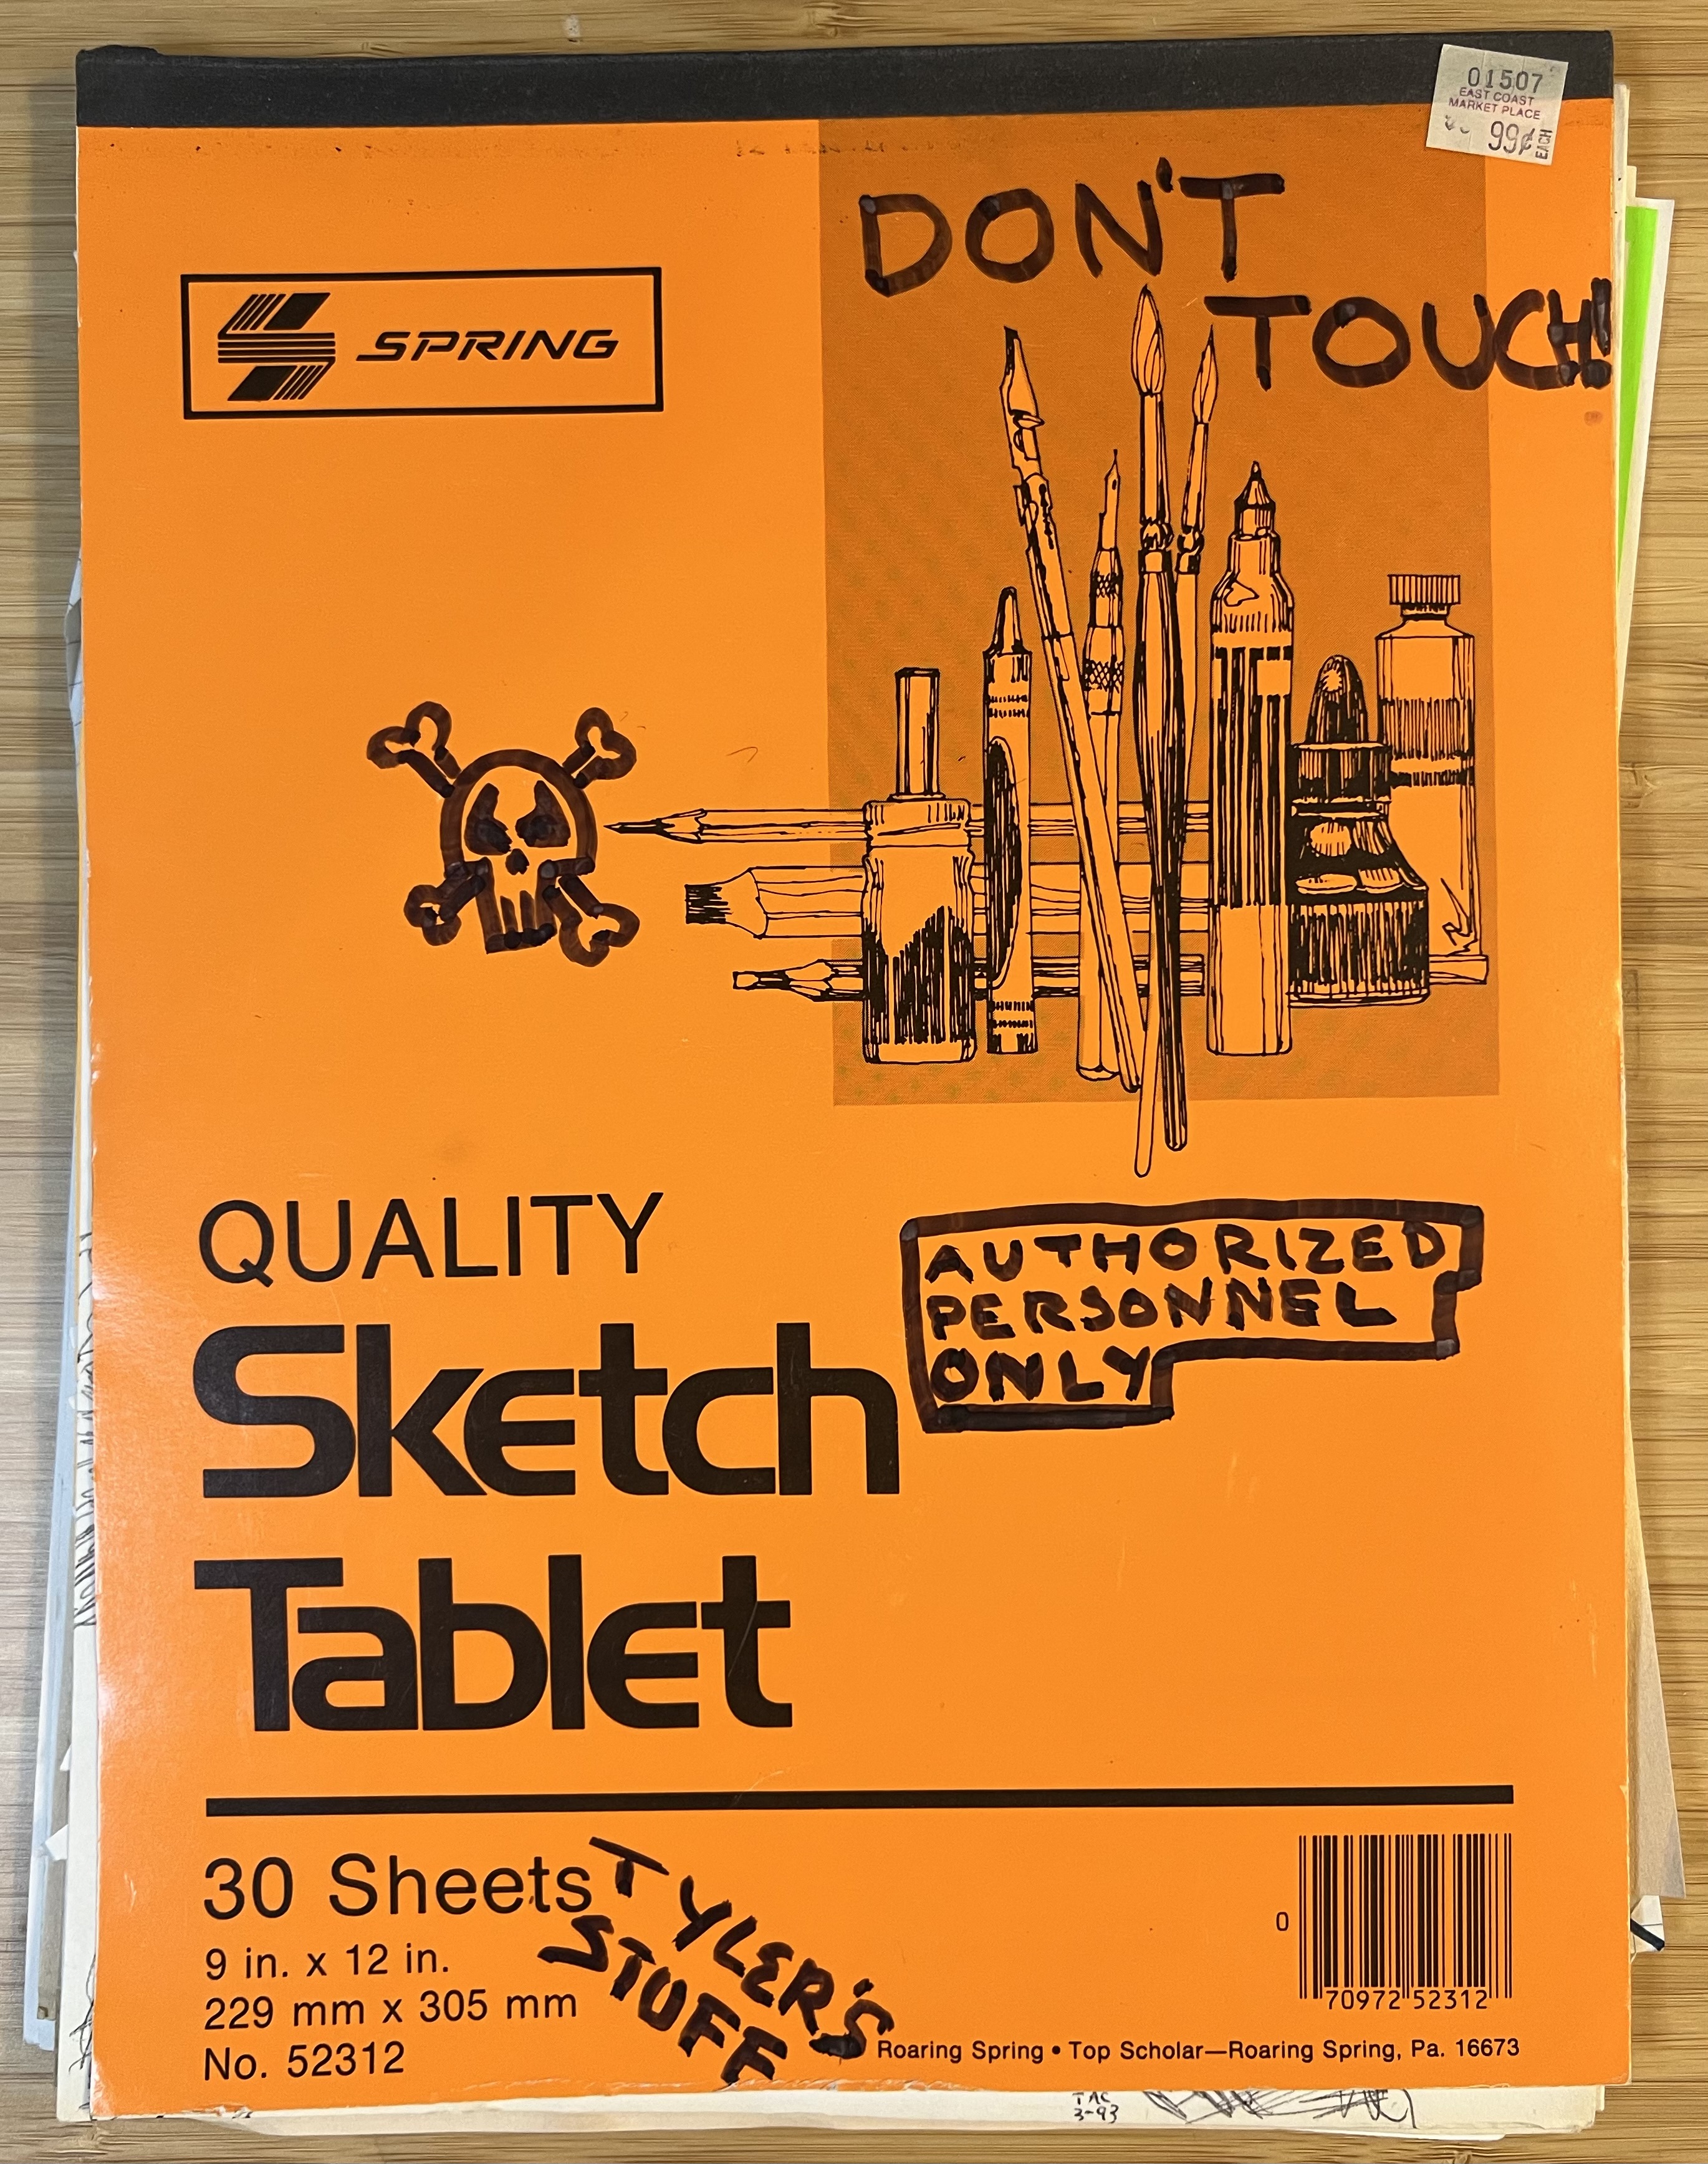 01507
EAST COAST
MARKET PLACE
99¢ EACH
DON'T
TOUCH!
SPRING
QUALITY
Sketch
Tablet
AUTHORIZED
PERSONNEL
ONLY
30 Sheets
9 in. x 12 in.
229 mm x 305 mm
No. 52312
TYLER'S
STUFF
0
70972 52312
Roaring Spring • Top Scholar—Roaring Spring, Pa. 16673
TAC
3-93